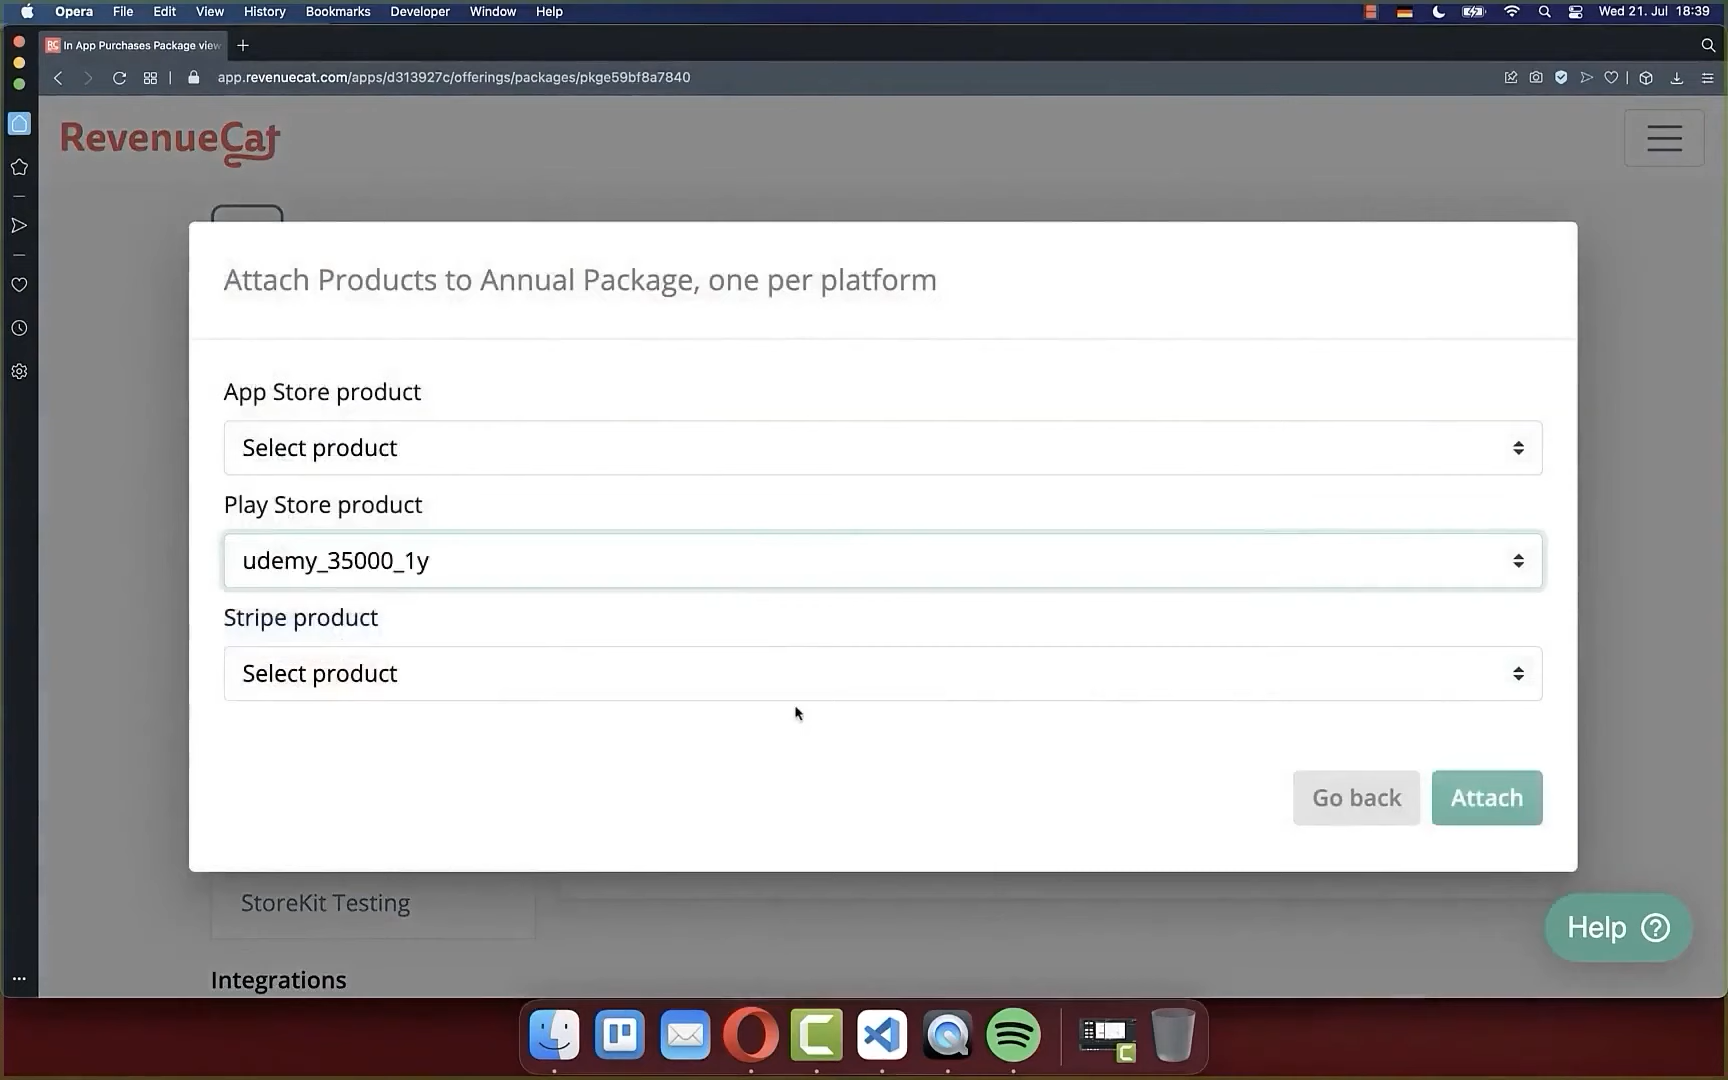 Opera File Edit View History Bookmarks Developer Window Help Wed 21. Jul 18:39
In App Purchases Package view
app.revenuecat.com/apps/d313927c/offerings/packages/pkge59bf8a7840
RevenueCat
Attach Products to Annual Package, one per platform
App Store product
Select product
Play Store product
udemy_35000_1y
Stripe product
Select product
Go back Attach
StoreKit Testing
Help ?
Integrations